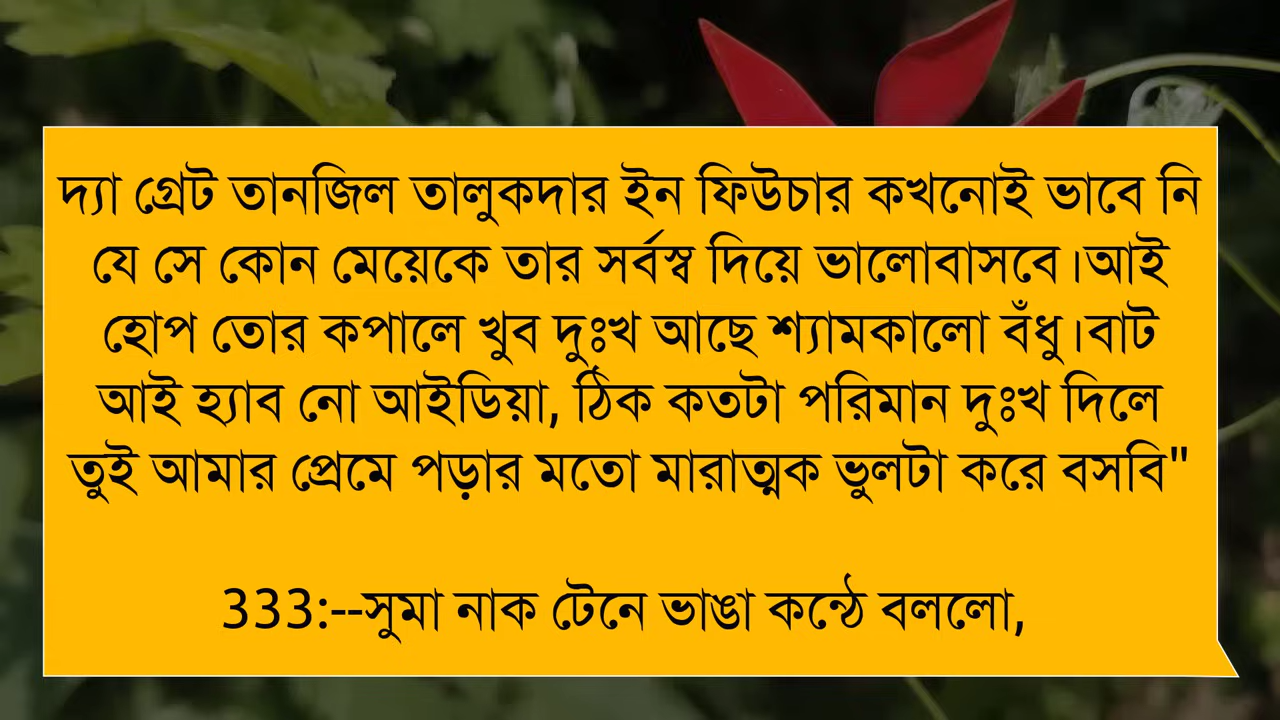 দ্যা গ্রেট তানজিল তালুকদার ইন ফিউচার কখনোই ভাবে নি
যে সে কোন মেয়েকে তার সর্বস্ব দিয়ে ভালোবাসবে।আই
হোপ তোর কপালে খুব দুঃখ আছে শ্যামকালো বঁধু।বাট
আই হ্যাব নো আইডিয়া, ঠিক কতটা পরিমান দুঃখ দিলে
তুই আমার প্রেমে পড়ার মতো মারাত্মক ভুলটা করে বসবি"
333:--সুমা নাক টেনে ভাঙা কন্ঠে বললো,